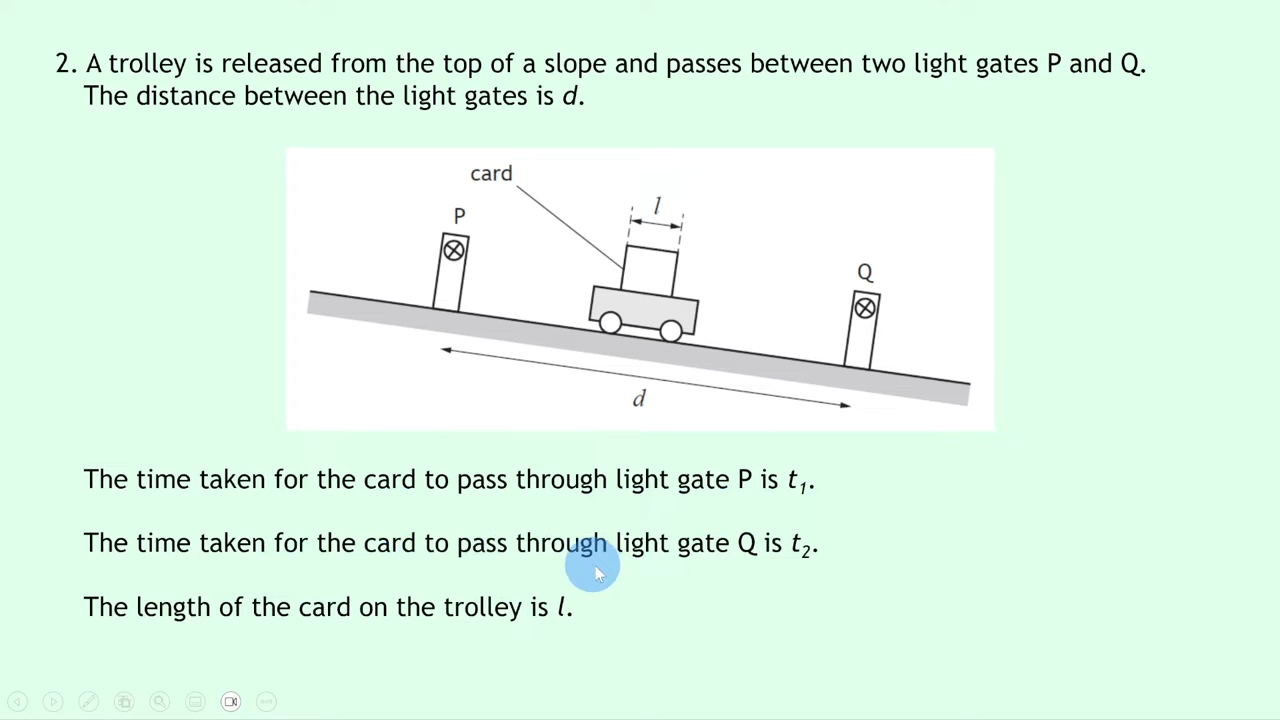 2. A trolley is released from the top of a slope and passes between two light gates P and Q.
The distance between the light gates is d.
card
l
P
Q
d
The time taken for the card to pass through light gate P is t₁.
The time taken for the card to pass through light gate Q is t₂.
The length of the card on the trolley is l.